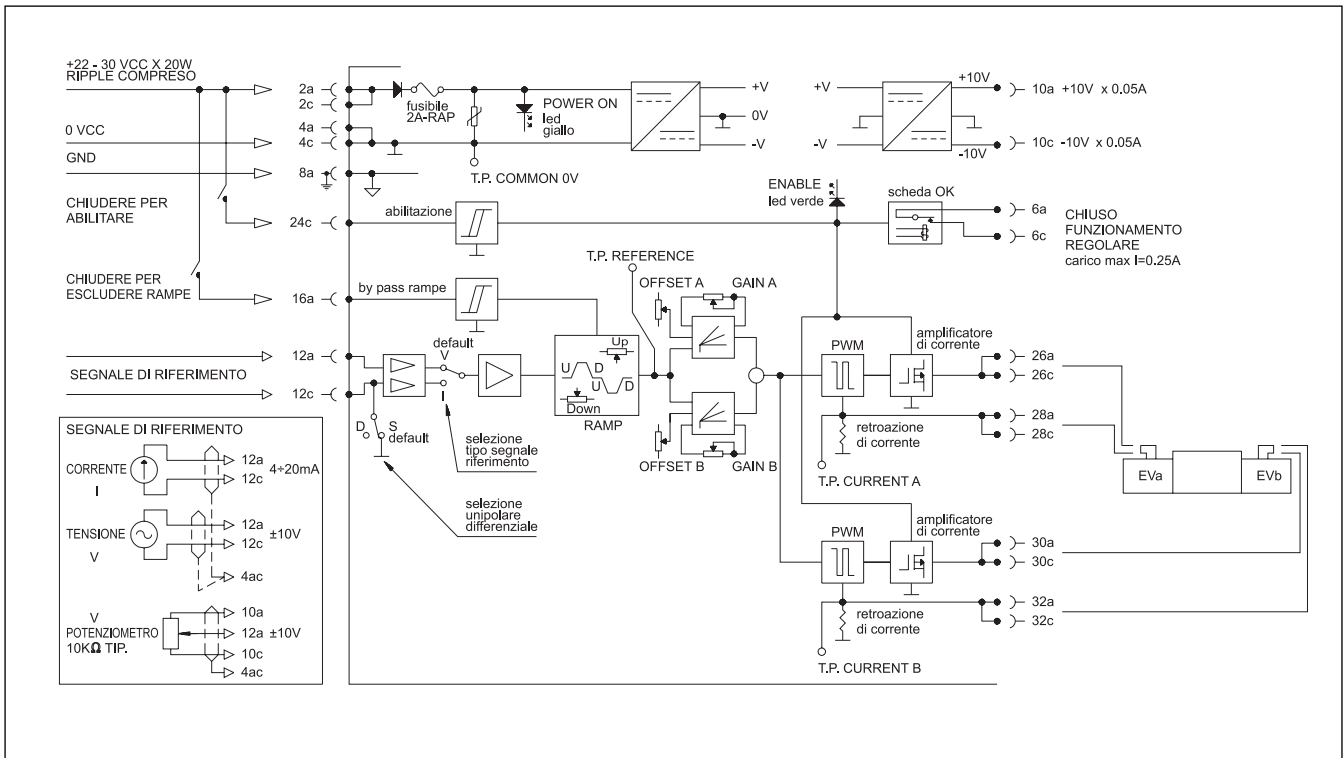 +22 - 30 VCC X 20W
RIPPLE COMPRESO
2a
2c
fusibile
2A-RAP
POWER ON
led
giallo
+V
0V
-V
+V
-V
+10V
-10V
10a +10V x 0.05A
10c -10V x 0.05A
0 VCC
4a
4c
GND
8a
T.P. COMMON 0V
CHIUDERE PER
ABILITARE
24c
abilitazione
ENABLE
led verde
scheda OK
6a
6c
CHIUSO
FUNZIONAMENTO
REGOLARE
carico max I=0.25A
CHIUDERE PER
ESCLUDERE RAMPE
16a
by pass rampe
T.P. REFERENCE
OFFSET A
GAIN A
SEGNALE DI RIFERIMENTO
12a
12c
default
V
I
D
S
default
Up
U
D
U
D
Down
RAMP
OFFSET B
GAIN B
selezione
tipo segnale
riferimento
selezione
unipolare
differenziale
PWM
amplificatore
di corrente
26a
26c
retroazione
di corrente
28a
28c
T.P. CURRENT A
EVa
EVb
PWM
amplificatore
di corrente
30a
30c
retroazione
di corrente
32a
32c
T.P. CURRENT B
SEGNALE DI RIFERIMENTO
CORRENTE
I
12a
12c
4÷20mA
TENSIONE
V
12a
12c
±10V
4ac
V
POTENZIOMETRO
10KΩ TIP.
10a
12a ±10V
10c
4ac